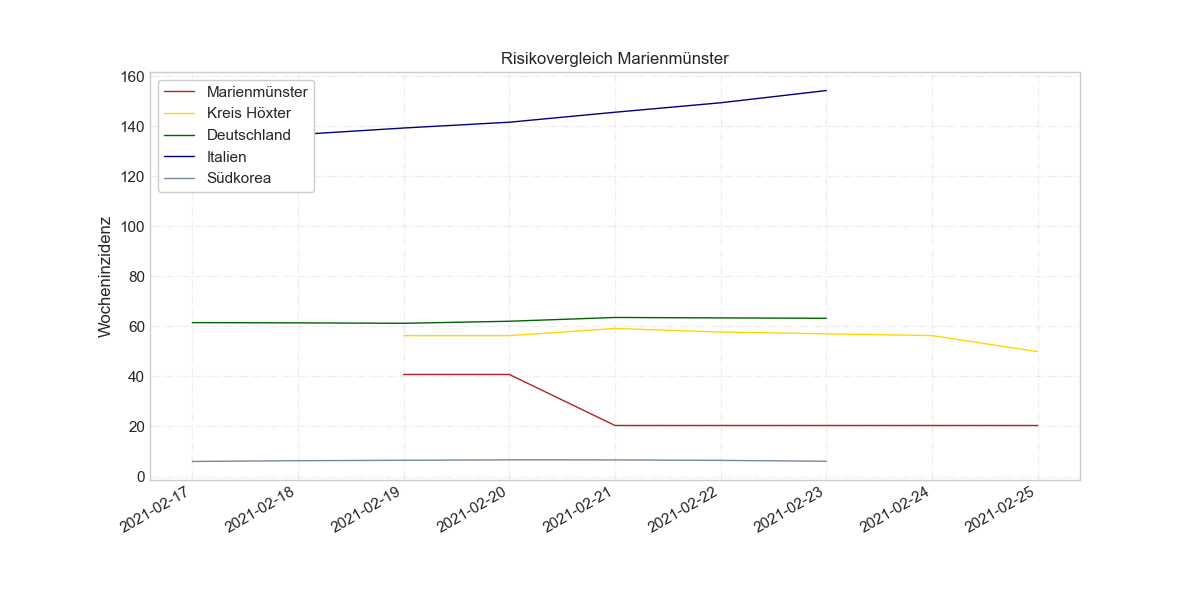 Risikovergleich Marienmünster
Wocheninzidenz
160
140
120
100
80
60
40
20
0
Marienmünster
Kreis Höxter
Deutschland
Italien
Südkorea
2021-02-17
2021-02-18
2021-02-19
2021-02-20
2021-02-21
2021-02-22
2021-02-23
2021-02-24
2021-02-25